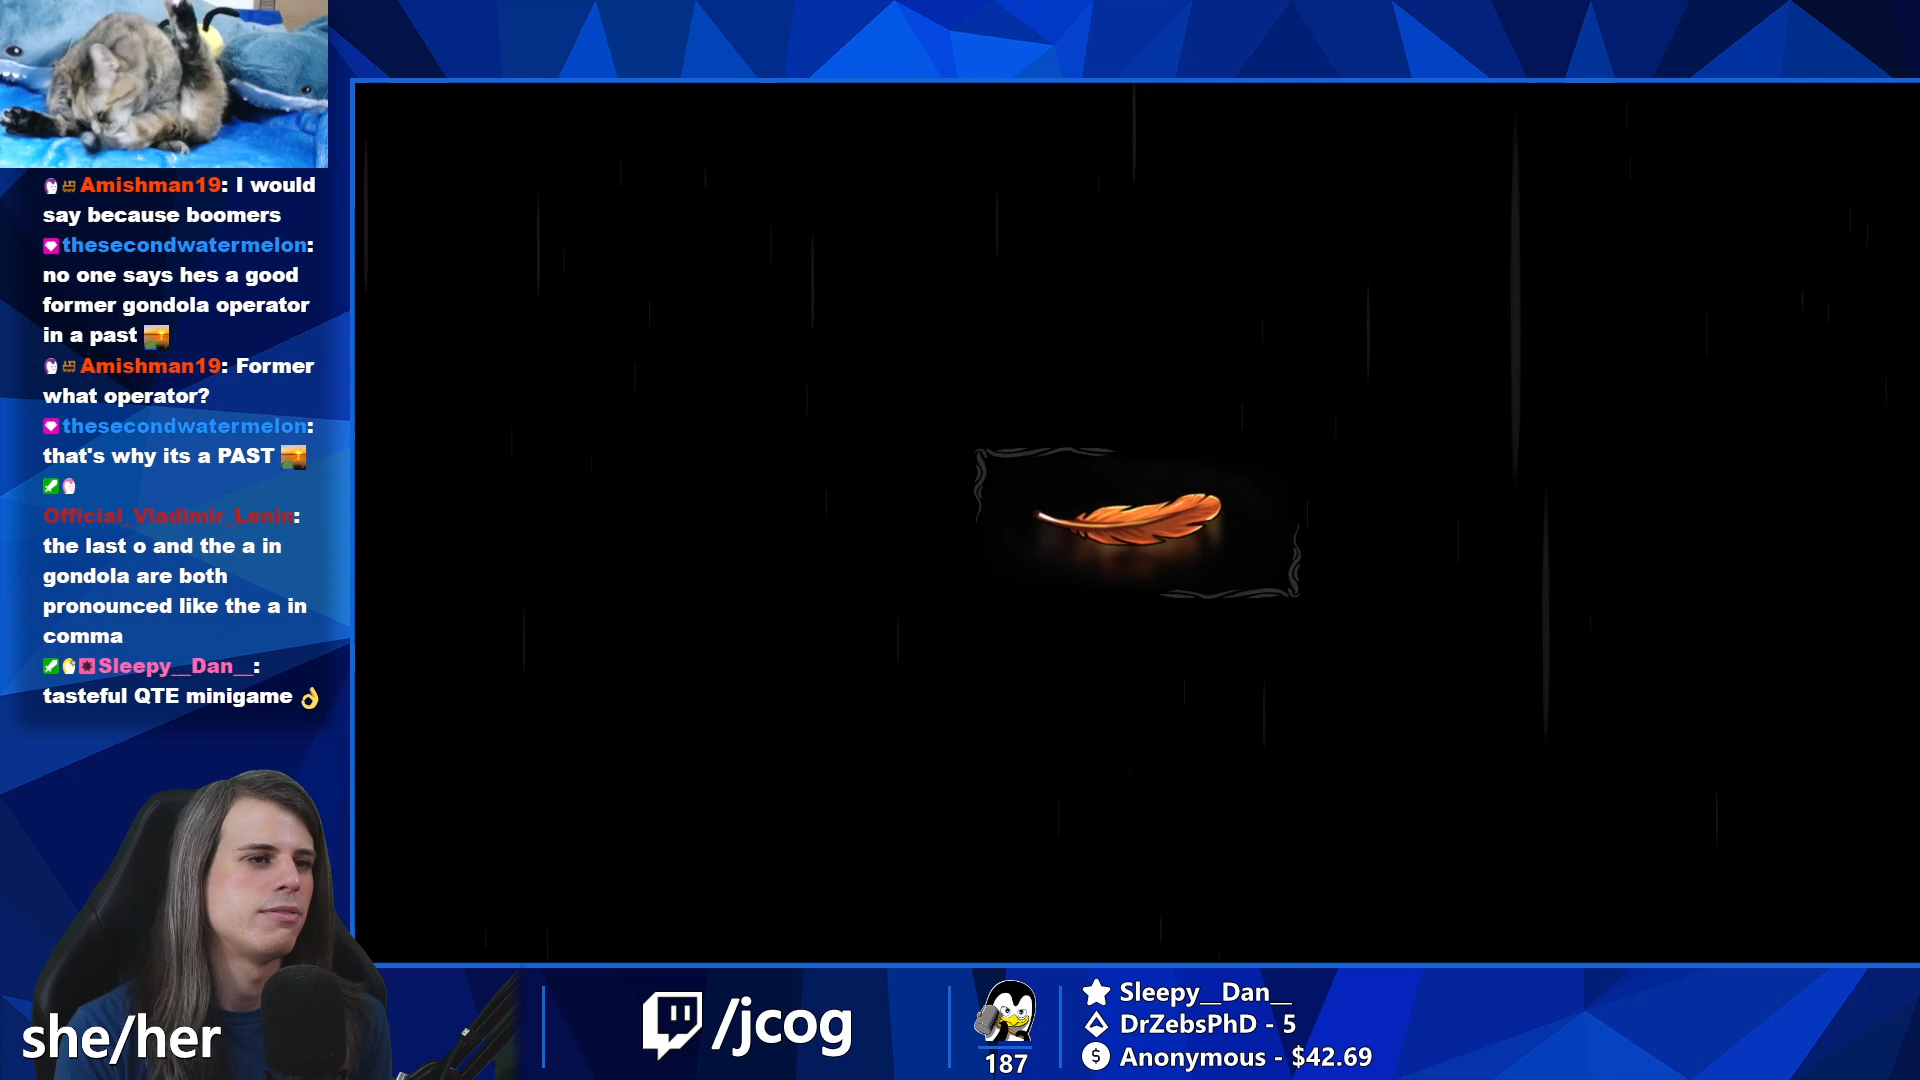 Amishman19: I would
say because boomers
thesecondwatermelon:
no one says hes a good
former gondola operator
in a past
Amishman19: Former
what operator?
thesecondwatermelon:
that's why its a PAST
Official_Vladimir_Lenin:
the last o and the a in
gondola are both
pronounced like the a in
comma
Sleepy__Dan__:
tasteful QTE minigame 👌
she/her
/jcog
187
Sleepy__Dan__
DrZebsPhD - 5
$ Anonymous - $42.69